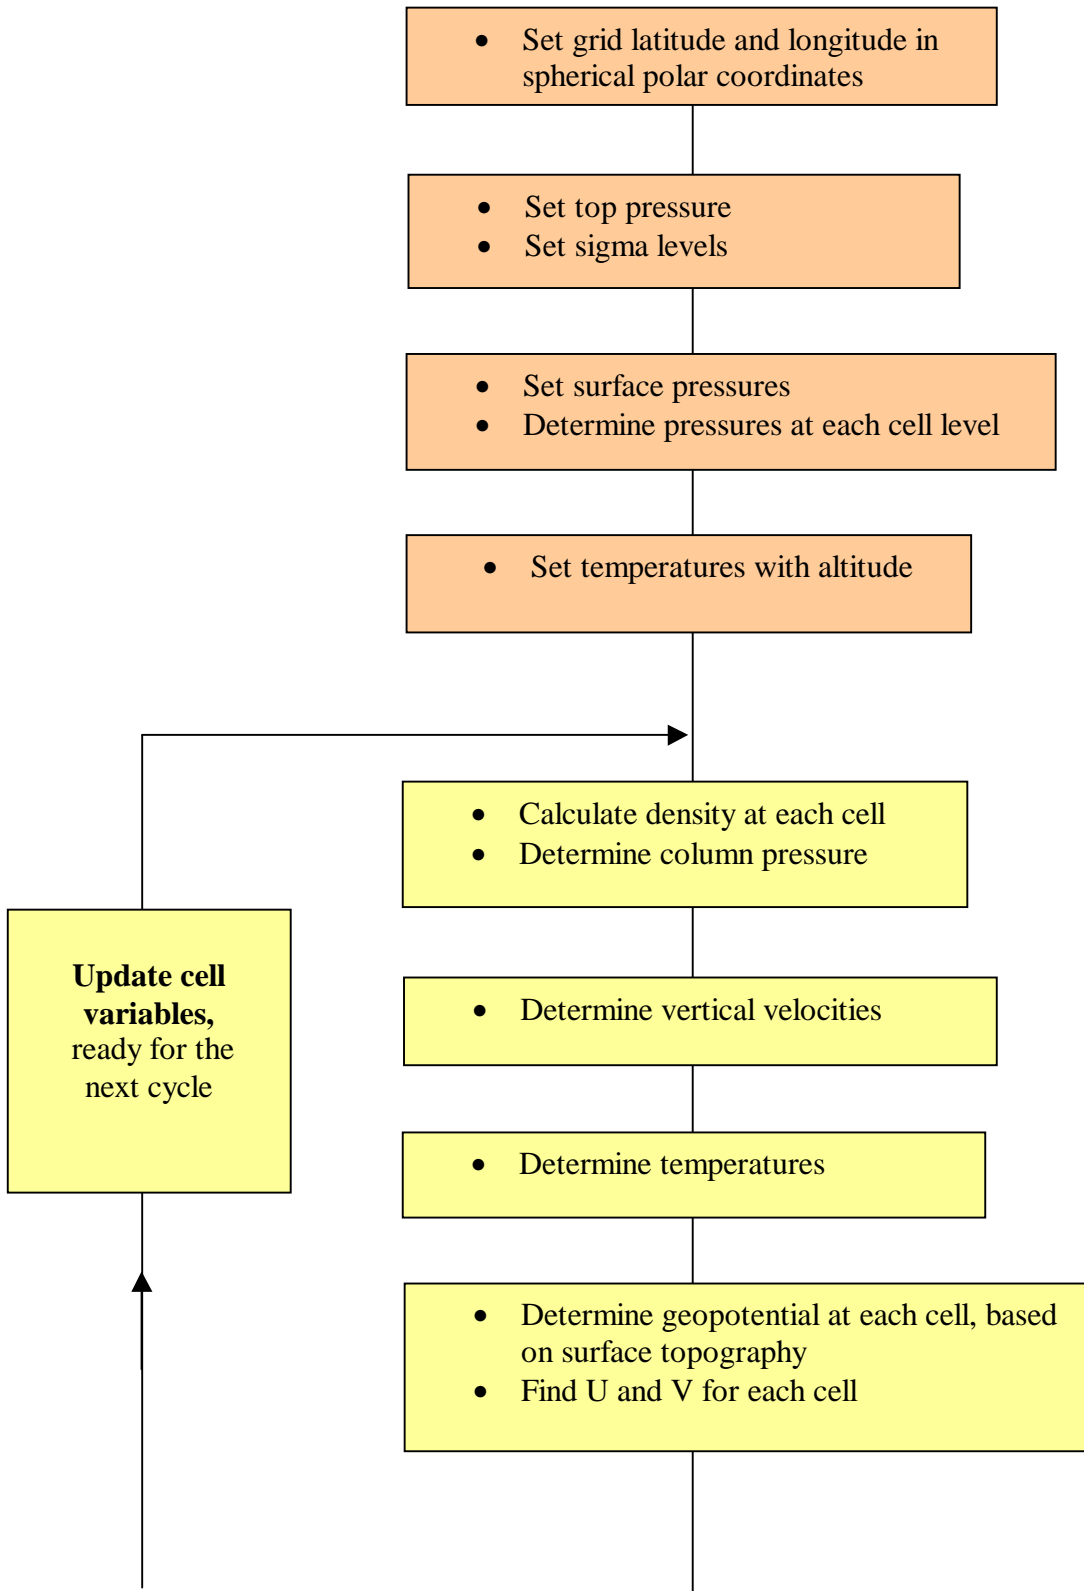 • Set grid latitude and longitude in
spherical polar coordinates
• Set top pressure
• Set sigma levels
• Set surface pressures
• Determine pressures at each cell level
• Set temperatures with altitude
• Calculate density at each cell
• Determine column pressure
Update cell
variables,
ready for the
next cycle
• Determine vertical velocities
• Determine temperatures
• Determine geopotential at each cell, based
on surface topography
• Find U and V for each cell